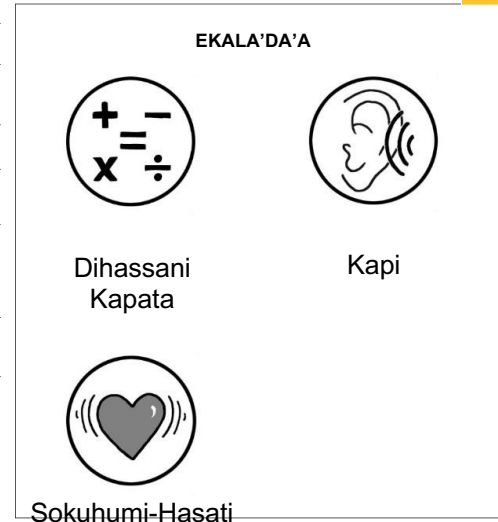 EKALA'DA'A
+ −
=
x ÷
Dihassani
Kapata
Kapi
Sokuhumi-Hasati